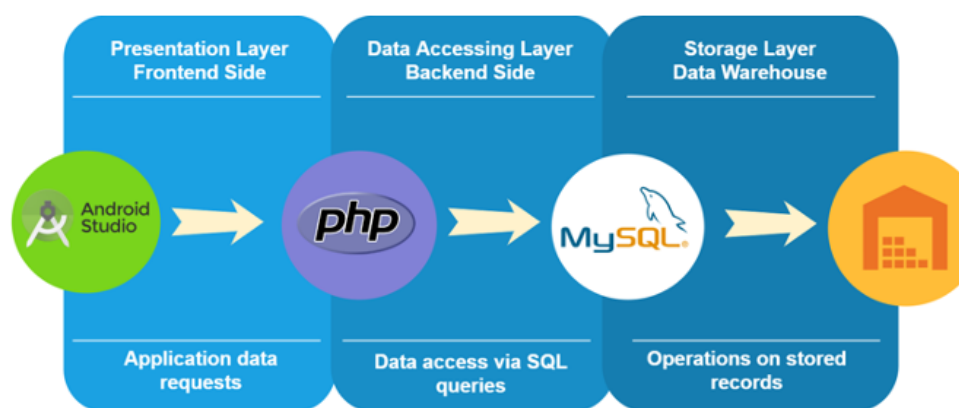 Presentation Layer
Frontend Side
Data Accessing Layer
Backend Side
Storage Layer
Data Warehouse
Android
Studio
php
MySQL®
Application data
requests
Data access via SQL
queries
Operations on stored
records